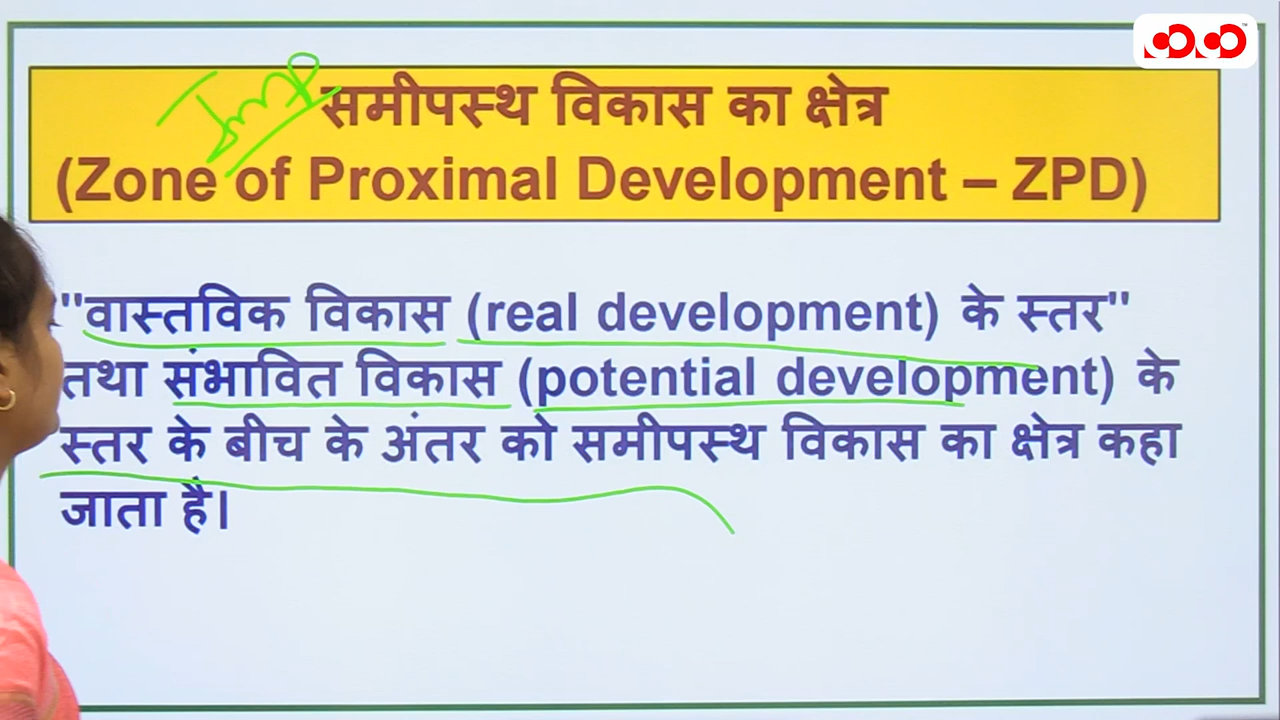 Imp
समीपस्थ विकास का क्षेत्र
(Zone of Proximal Development – ZPD)
"वास्तविक विकास (real development) के स्तर"
तथा संभावित विकास (potential development) के
स्तर के बीच के अंतर को समीपस्थ विकास का क्षेत्र कहा
जाता है।